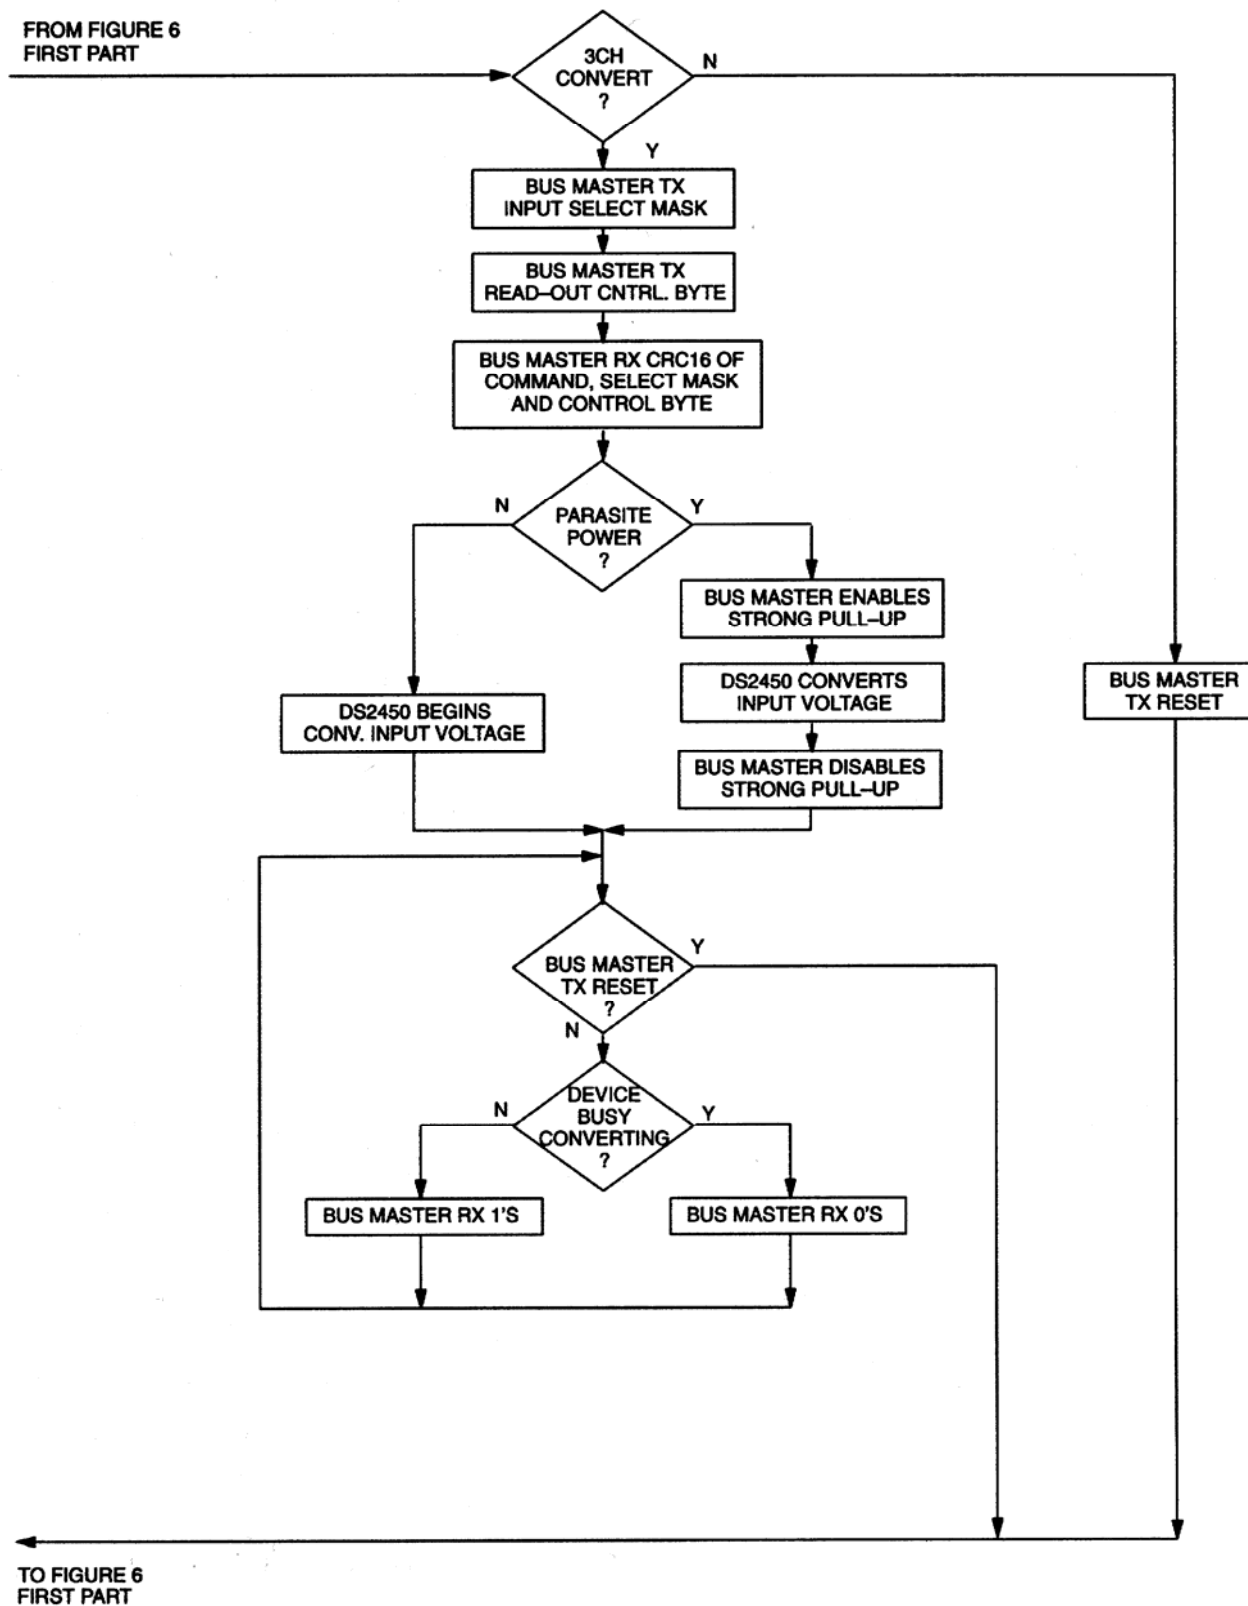 FROM FIGURE 6
FIRST PART
3CH
CONVERT
?
N
Y
BUS MASTER TX
INPUT SELECT MASK
BUS MASTER TX
READ–OUT CNTRL. BYTE
BUS MASTER RX CRC16 OF
COMMAND, SELECT MASK
AND CONTROL BYTE
N
Y
PARASITE
POWER
?
BUS MASTER ENABLES
STRONG PULL–UP
DS2450 CONVERTS
INPUT VOLTAGE
BUS MASTER
TX RESET
DS2450 BEGINS
CONV. INPUT VOLTAGE
BUS MASTER DISABLES
STRONG PULL–UP
Y
BUS MASTER
TX RESET
?
N
DEVICE
BUSY
CONVERTING
?
N
Y
BUS MASTER RX 1'S
BUS MASTER RX 0'S
TO FIGURE 6
FIRST PART